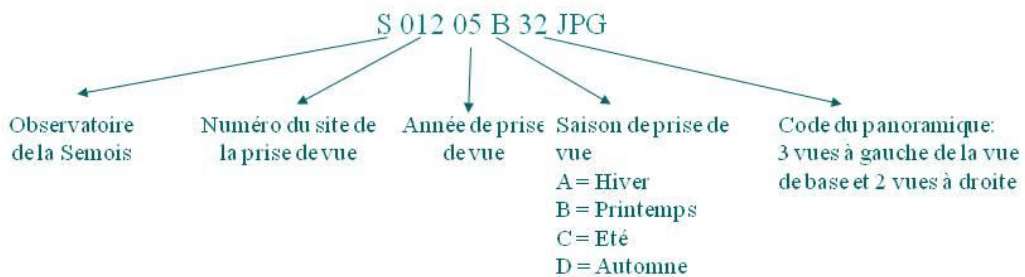 S 012 05 B 32 JPG
Observatoire
de la Semois
Numéro du site de
la prise de vue
Année de prise
de vue
Saison de prise de
vue
A = Hiver
B = Printemps
C = Eté
D = Automne
Code du panoramique:
3 vues à gauche de la vue
de base et 2 vues à droite